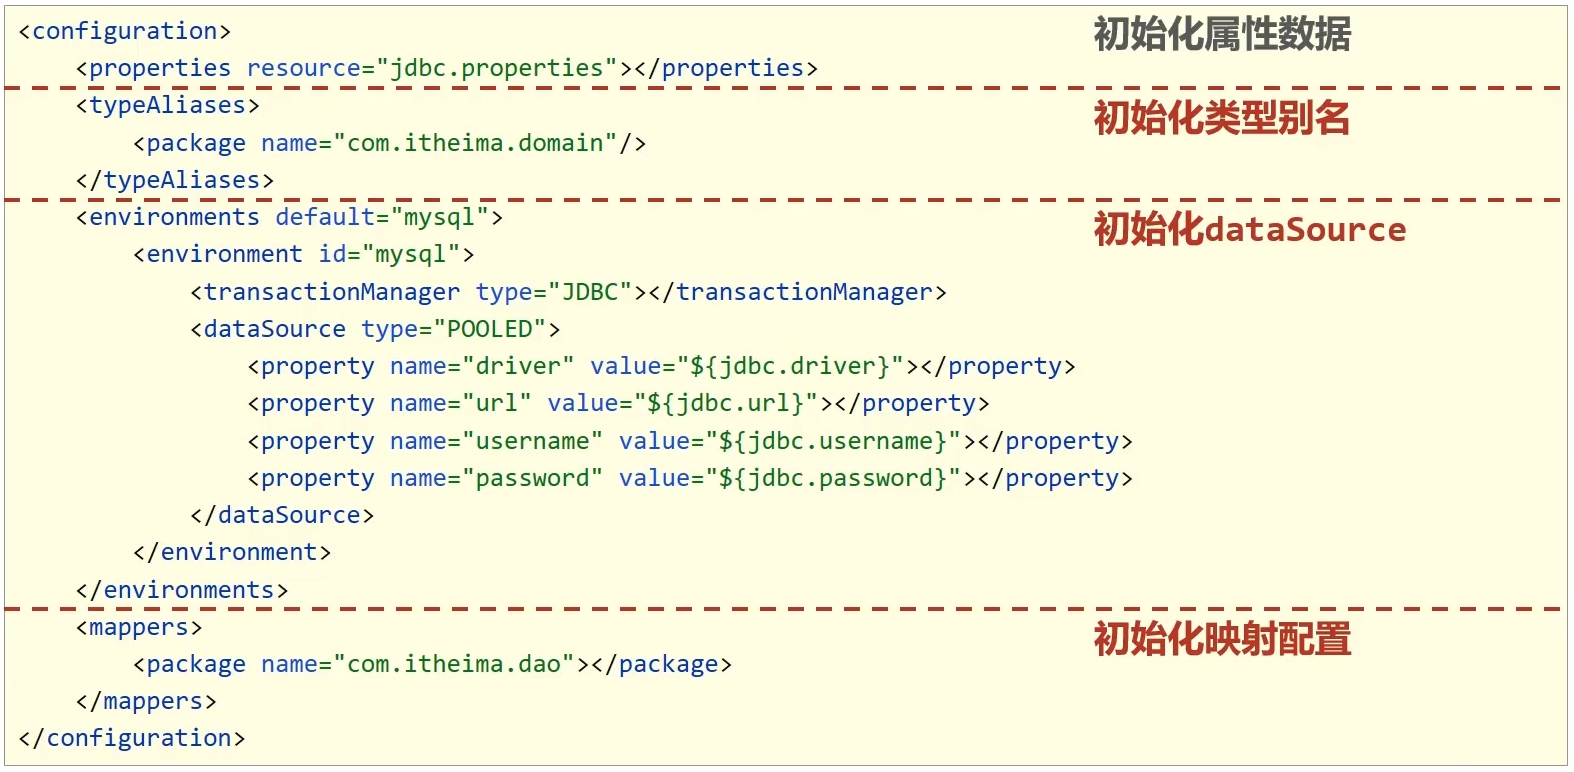 <configuration>
初始化属性数据
<properties resource="jdbc.properties"></properties>
<typeAliases>
初始化类型别名
<package name="com.itheima.domain"/>
</typeAliases>
<environments default="mysql">
初始化dataSource
<environment id="mysql">
<transactionManager type="JDBC"></transactionManager>
<dataSource type="POOLED">
<property name="driver" value="${jdbc.driver}"></property>
<property name="url" value="${jdbc.url}"></property>
<property name="username" value="${jdbc.username}"></property>
<property name="password" value="${jdbc.password}"></property>
</dataSource>
</environment>
</environments>
<mappers>
初始化映射配置
<package name="com.itheima.dao"></package>
</mappers>
</configuration>